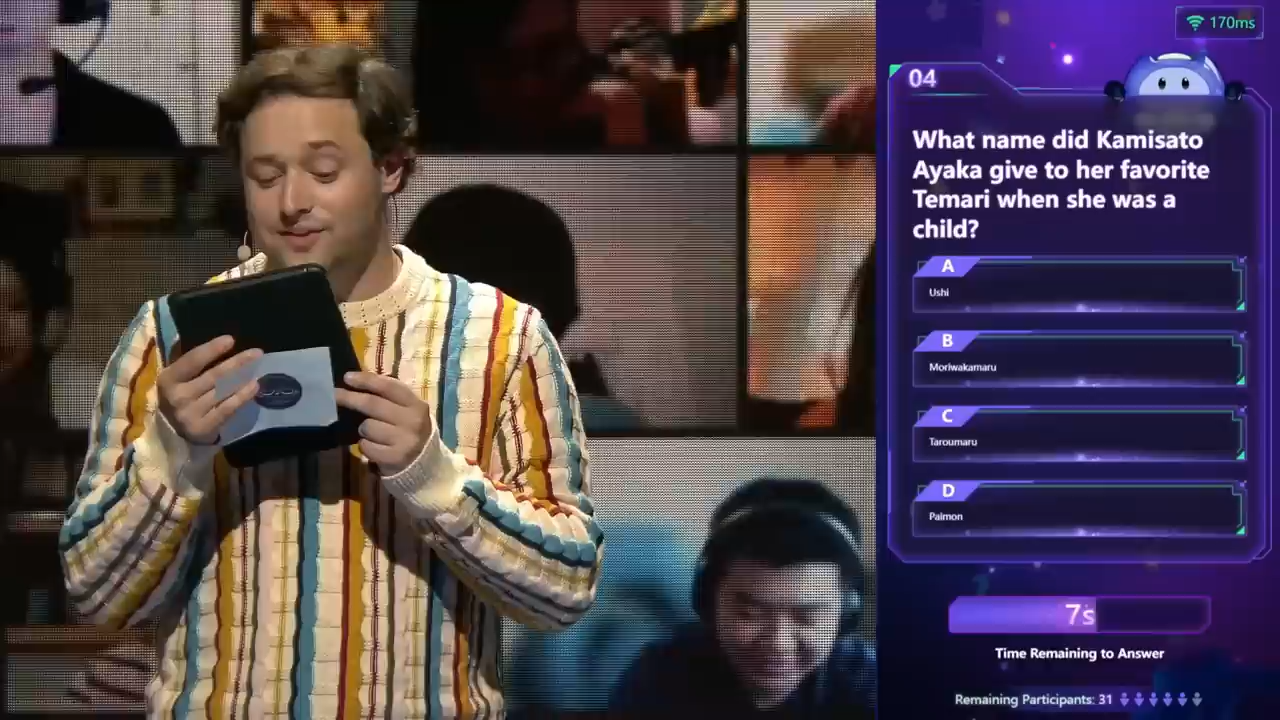 170ms
04
What name did Kamisato
Ayaka give to her favorite
Temari when she was a
child?
A
Ushi
B
Moriwakamaru
C
Taroumaru
D
Paimon
7s
Time Remaining to Answer
Remaining Participants: 31